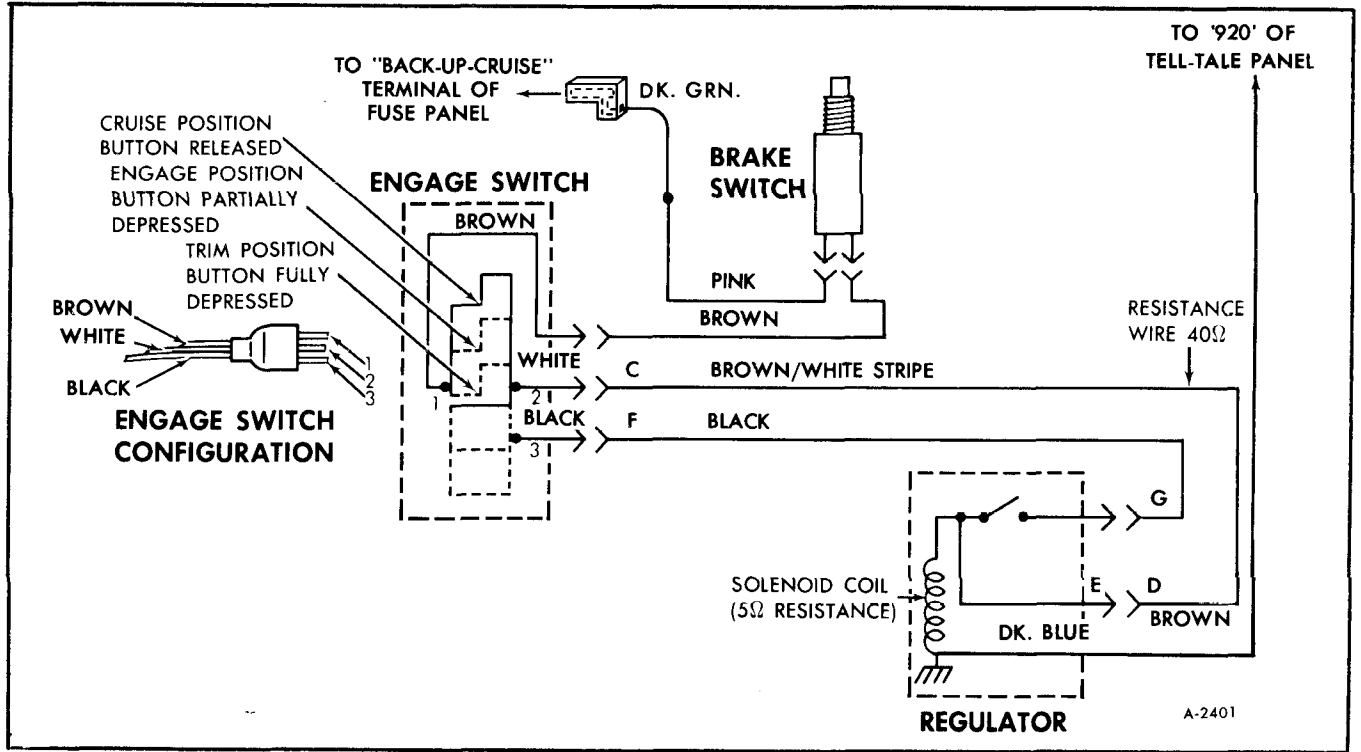 TO '920' OF
TELL-TALE PANEL
TO "BACK-UP-CRUISE"
TERMINAL OF
FUSE PANEL
DK. GRN.
CRUISE POSITION
BUTTON RELEASED
ENGAGE POSITION
BUTTON PARTIALLY
DEPRESSED
TRIM POSITION
BUTTON FULLY
DEPRESSED
ENGAGE SWITCH
BROWN
BRAKE
SWITCH
PINK
BROWN
RESISTANCE
WIRE 40Ω
BROWN
WHITE
BLACK
1
2
3
ENGAGE SWITCH
CONFIGURATION
WHITE
C
BROWN/WHITE STRIPE
1
2
BLACK
F
BLACK
3
G
SOLENOID COIL
(5Ω RESISTANCE)
E
D
BROWN
DK. BLUE
REGULATOR
A-2401